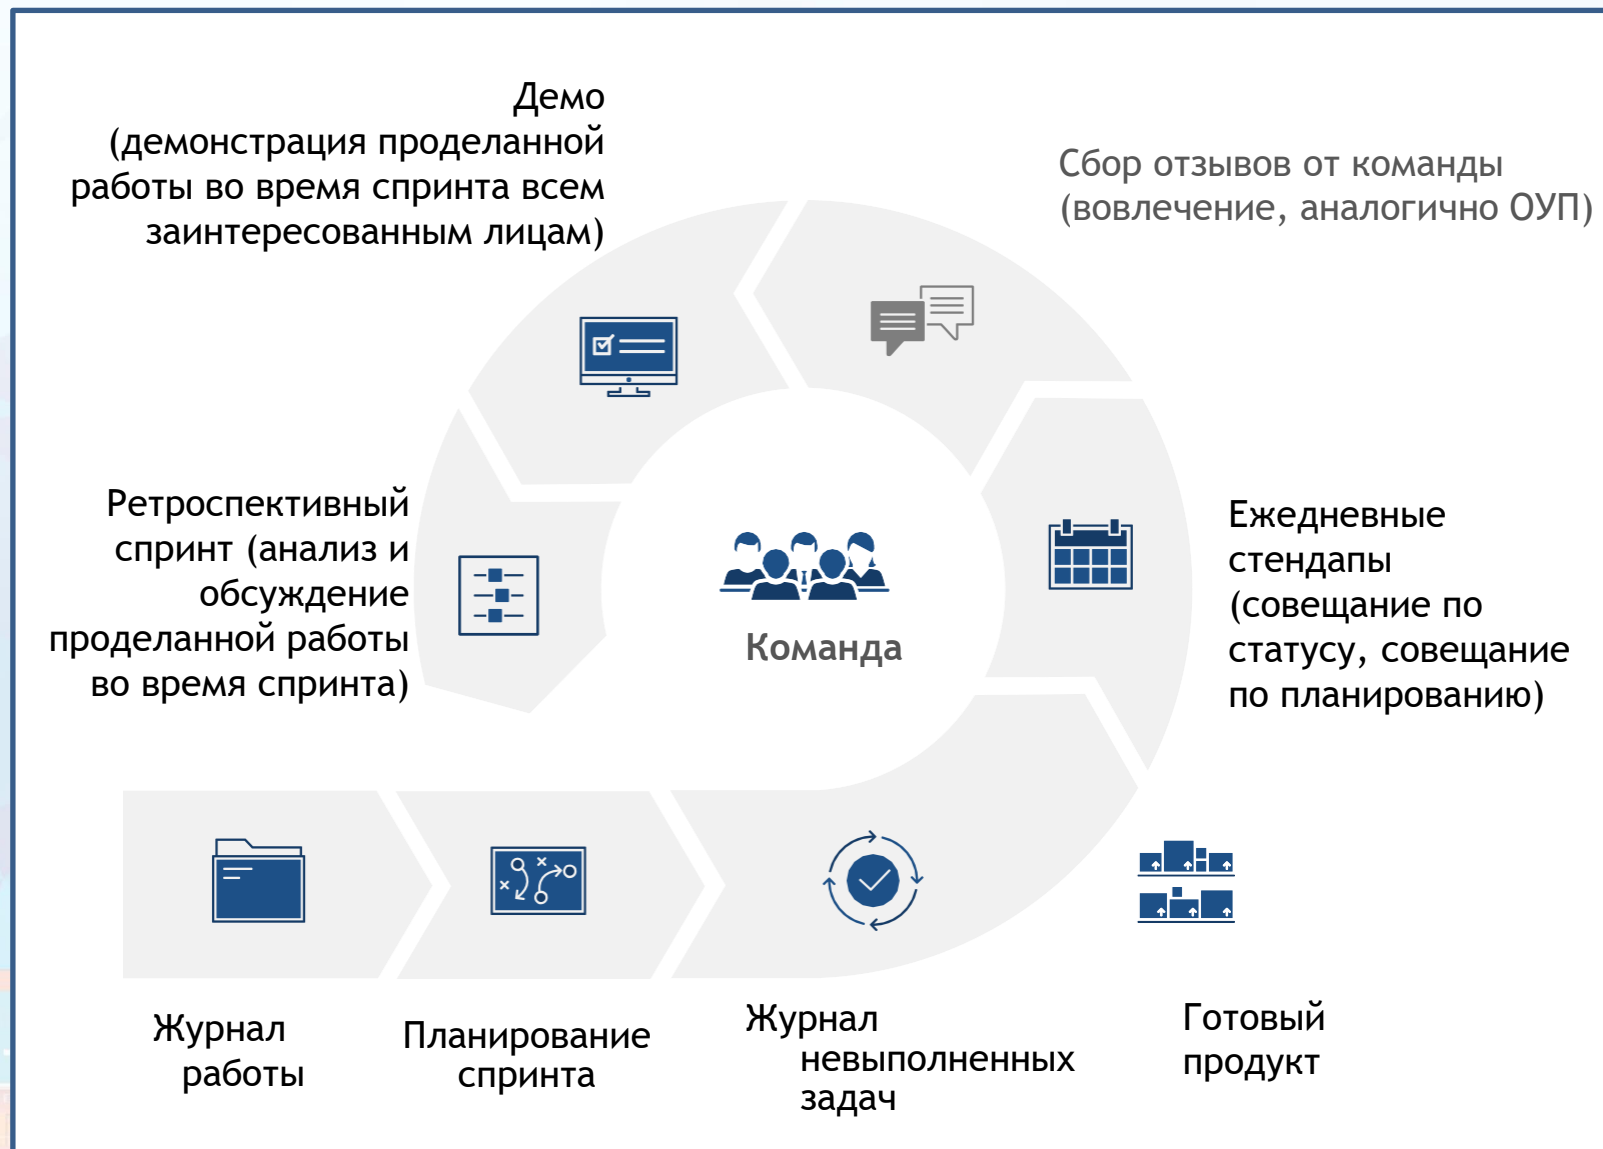 Демо
(демонстрация проделанной
работы во время спринта всем
заинтересованным лицам)
Сбор отзывов от команды
(вовлечение, аналогично ОУП)
Ретроспективный
спринт (анализ и
обсуждение
проделанной работы
во время спринта)
Команда
Ежедневные
стендапы
(совещание по
статусу, совещание
по планированию)
Журнал
работы
Планирование
спринта
Журнал
невыполненных
задач
Готовый
продукт